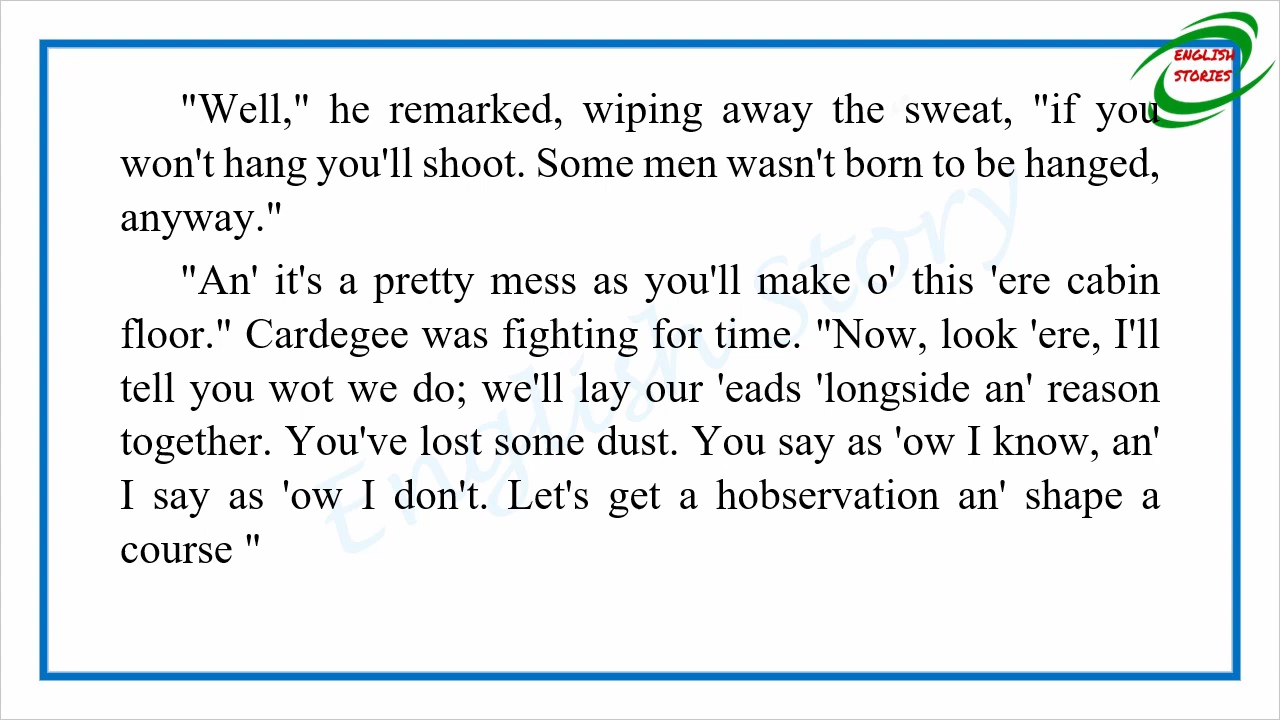 ENGLISH
STORIES
"Well," he remarked, wiping away the sweat, "if you
won't hang you'll shoot. Some men wasn't born to be hanged,
anyway."
"An' it's a pretty mess as you'll make o' this 'ere cabin
floor." Cardegee was fighting for time. "Now, look 'ere, I'll
tell you wot we do; we'll lay our 'eads 'longside an' reason
together. You've lost some dust. You say as 'ow I know, an'
I say as 'ow I don't. Let's get a hobservation an' shape a
course "
English Story